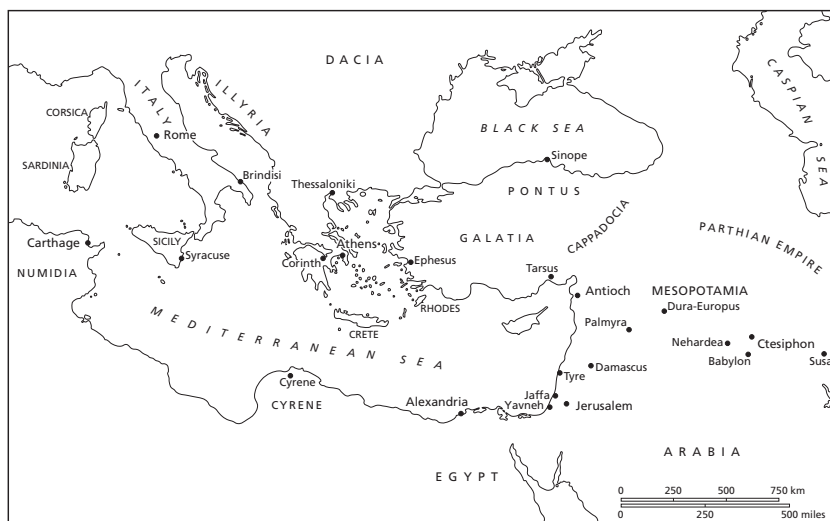 DACIA
CASPIAN SEA
ITALY
ILLYRIA
CORSICA
BLACK SEA
Rome
Sinope
SARDINIA
Brindisi
Thessaloniki
PONTUS
CAPPADOCIA
PARTHIAN EMPIRE
Carthage
SICILY
Athens
GALATIA
Syracuse
Corinth
Ephesus
Tarsus
NUMIDIA
Antioch
MESOPOTAMIA
RHODES
Dura-Europus
MEDITERRANEAN SEA
CRETE
Palmyra
Nehardea
Ctesiphon
Babylon
Susa
Damascus
Tyre
Cyrene
CYRENE
Alexandria
Jaffa
Yavneh
Jerusalem
ARABIA
EGYPT
0 250 500 750 km
0 250 500 miles